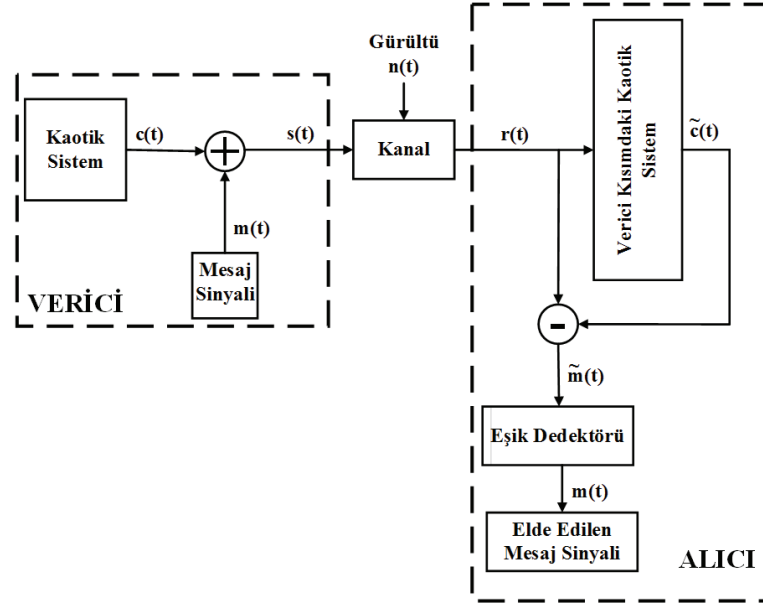 Gürültü
n(t)
Kaotik
Sistem
c(t)
s(t)
Kanal
r(t)
Verici Kısımdaki Kaotik
Sistem
c̃(t)
m(t)
Mesaj
Sinyali
VERİCİ
m̃(t)
Eşik Dedektörü
m(t)
Elde Edilen
Mesaj Sinyali
ALICI